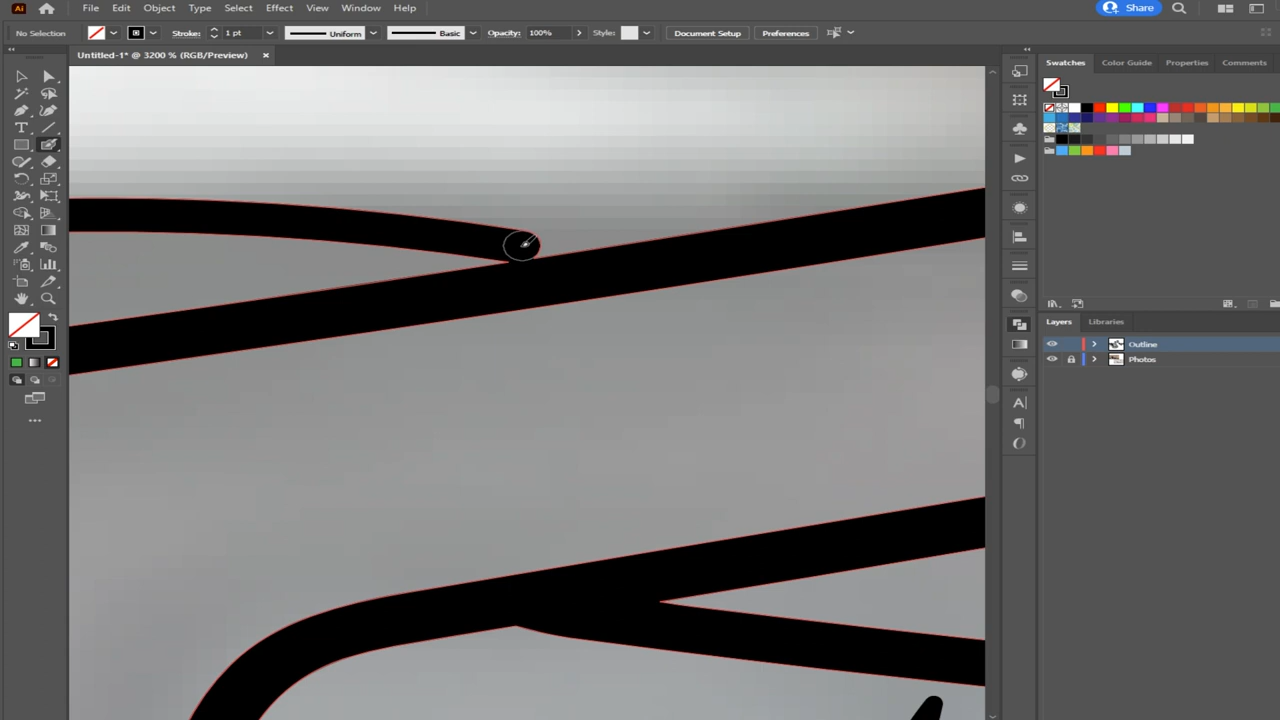 Ai File Edit Object Type Select Effect View Window Help Share
No Selection Stroke: 1 pt Uniform Basic Opacity: 100% Style: Document Setup Preferences
Untitled-1* @ 3200 % (RGB/Preview) ×
Swatches Color Guide Properties Comments
Layers Libraries
Outline
Photos